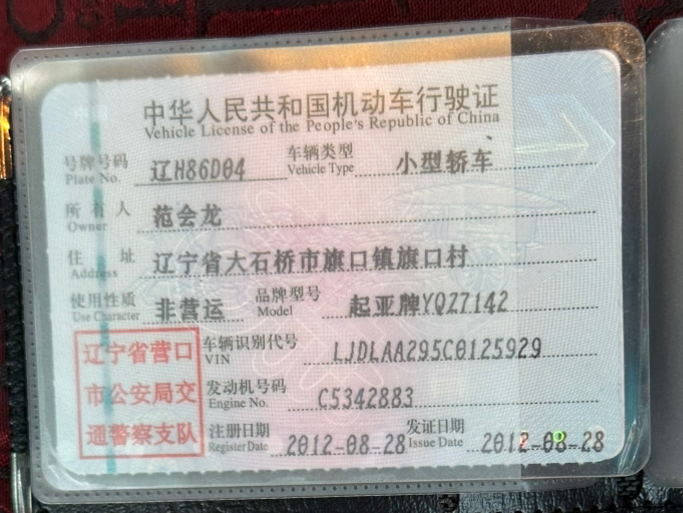 中华人民共和国机动车行驶证
Vehicle License of the People's Republic of China
号牌号码 辽H86D04 车辆类型 小型轿车
Plate No. Vehicle Type
所有人 范会龙
Owner
住址 辽宁省大石桥市旗口镇旗口村
Address
使用性质 非营运 品牌型号 起亚牌YQZ7142
Use Character Model
辽宁省营口 车辆识别代号 LJDLAA295C0125929
VIN
市公安局交 发动机号码 C5342883
Engine No.
通警察支队 注册日期 2012-08-28 发证日期 2012-08-28
Register Date Issue Date